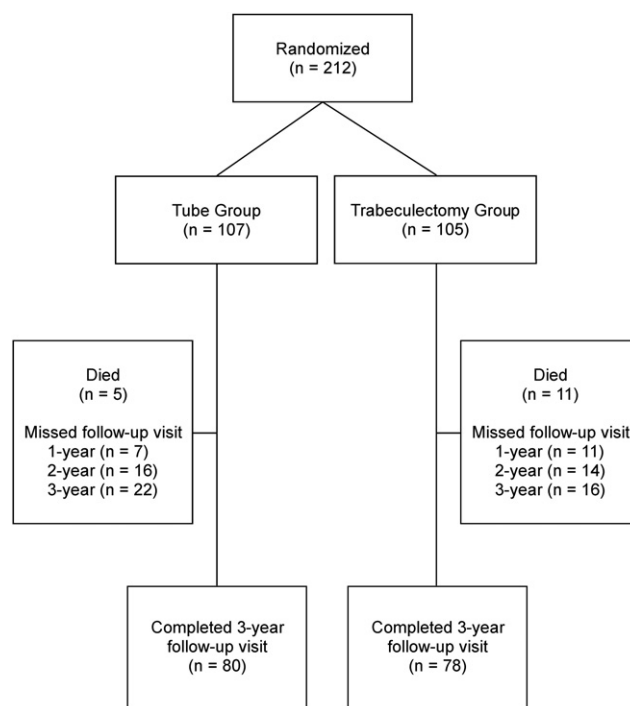 Randomized
(n = 212)
Tube Group
(n = 107)
Trabeculectomy Group
(n = 105)
Died
(n = 5)
Missed follow-up visit
1-year (n = 7)
2-year (n = 16)
3-year (n = 22)
Died
(n = 11)
Missed follow-up visit
1-year (n = 11)
2-year (n = 14)
3-year (n = 16)
Completed 3-year
follow-up visit
(n = 80)
Completed 3-year
follow-up visit
(n = 78)